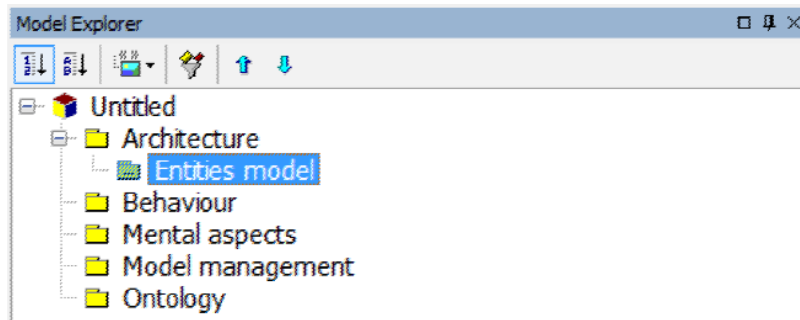 Model Explorer
Untitled
Architecture
Entities model
Behaviour
Mental aspects
Model management
Ontology